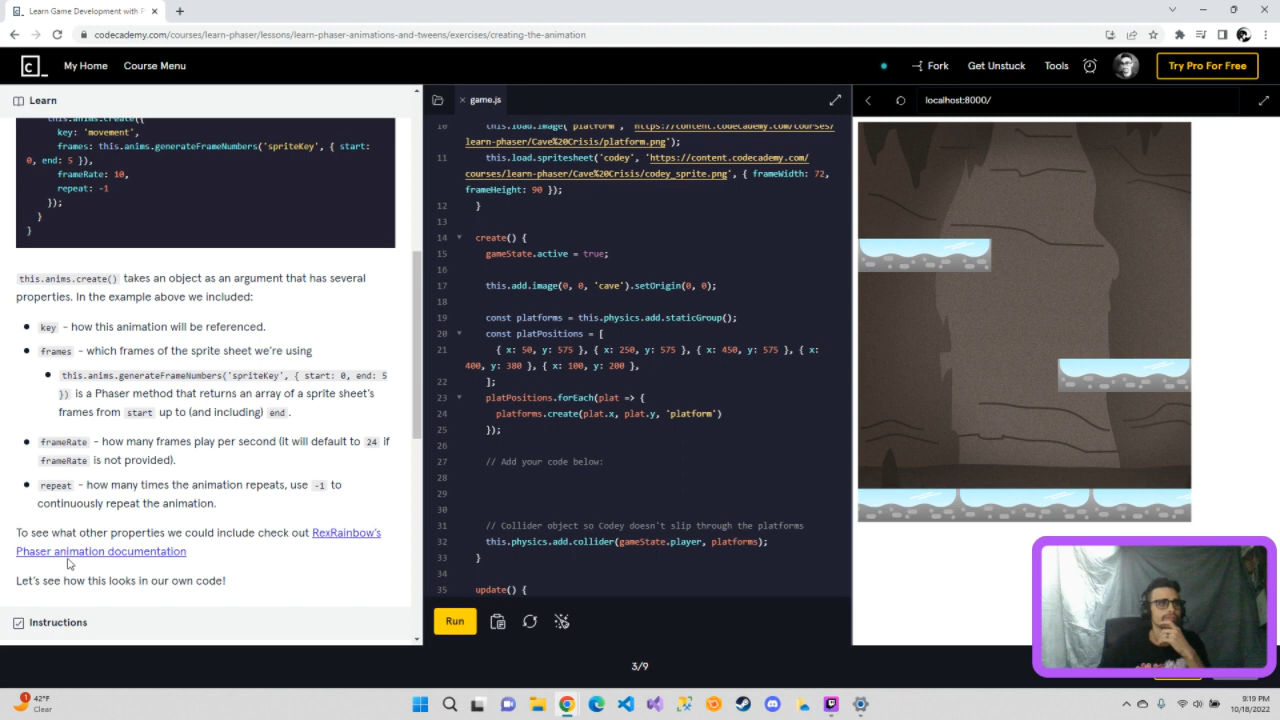 Learn Game Development with P
codecademy.com/courses/learn-phaser/lessons/learn-phaser-animations-and-tweens/exercises/creating-the-animation
My Home
Course Menu
Fork
Get Unstuck
Tools
Try Pro For Free
Learn
this.anims.create({
key: 'movement',
frames: this.anims.generateFrameNumbers('spriteKey', { start:
0, end: 5 }),
frameRate: 10,
repeat: -1
});
}
}
this.anims.create() takes an object as an argument that has several
properties. In the example above we included:
key - how this animation will be referenced.
frames - which frames of the sprite sheet we're using
this.anims.generateFrameNumbers('spriteKey', { start: 0, end: 5
}) is a Phaser method that returns an array of a sprite sheet's
frames from start up to (and including) end.
frameRate - how many frames play per second (it will default to 24 if
frameRate is not provided).
repeat - how many times the animation repeats, use -1 to
continuously repeat the animation.
To see what other properties we could include check out RexRainbow's
Phaser animation documentation
Let's see how this looks in our own code!
Instructions
game.js
10 this.load.image('platform', 'https://content.codecademy.com/courses/
learn-phaser/Cave%20Crisis/platform.png');
11 this.load.spritesheet('codey', 'https://content.codecademy.com/
courses/learn-phaser/Cave%20Crisis/codey_sprite.png', { frameWidth: 72,
frameHeight: 90 });
12 }
13
14 create() {
15 gameState.active = true;
16
17 this.add.image(0, 0, 'cave').setOrigin(0, 0);
18
19 const platforms = this.physics.add.staticGroup();
20 const platPositions = [
21 { x: 50, y: 575 }, { x: 250, y: 575 }, { x: 450, y: 575 }, { x:
400, y: 380 }, { x: 100, y: 200 },
22 ];
23 platPositions.forEach(plat => {
24 platforms.create(plat.x, plat.y, 'platform')
25 });
26
27 // Add your code below:
28
29
30
31 // Collider object so Codey doesn't slip through the platforms
32 this.physics.add.collider(gameState.player, platforms);
33 }
34
35 update() {
Run
localhost:8000/
3/9
1
42°F
Clear
9:19 PM
10/18/2022